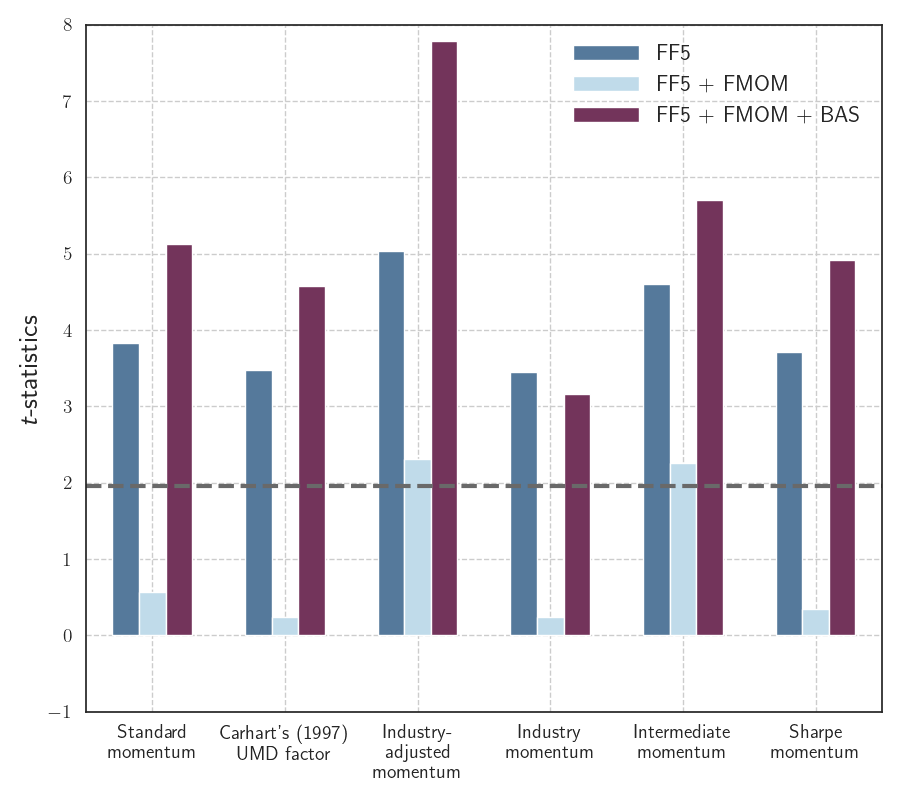 8
7
6
5
4
3
2
1
0
−1
t-statistics
FF5
FF5 + FMOM
FF5 + FMOM + BAS
Standard
momentum
Carhart's (1997)
UMD factor
Industry-
adjusted
momentum
Industry
momentum
Intermediate
momentum
Sharpe
momentum